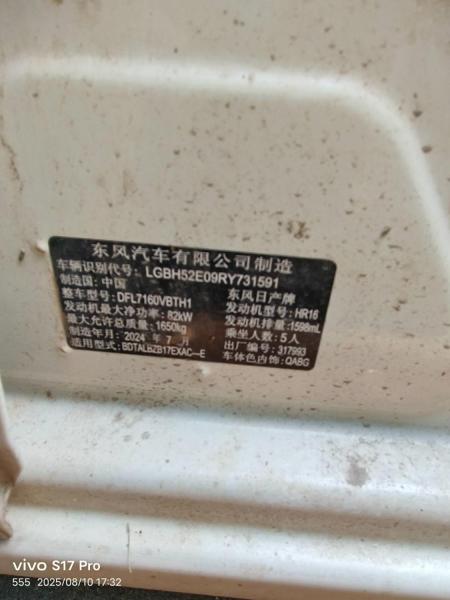 东风汽车有限公司制造
车辆识别代号: LGBH52E09RY731591
制造国: 中国 东风日产牌
整车型号: DFL7160VBTH1 发动机型号: HR16
发动机最大净功率: 82kW 发动机排量: 1598mL
最大允许总质量: 1650kg 乘坐人数: 5人
制造年月: 2024 年 7 月 出厂编号: 317993
适用型号: BDTALBZB17EXAC—E 车体色内饰: QABG
vivo S17 Pro
555 2025/08/10 17:32